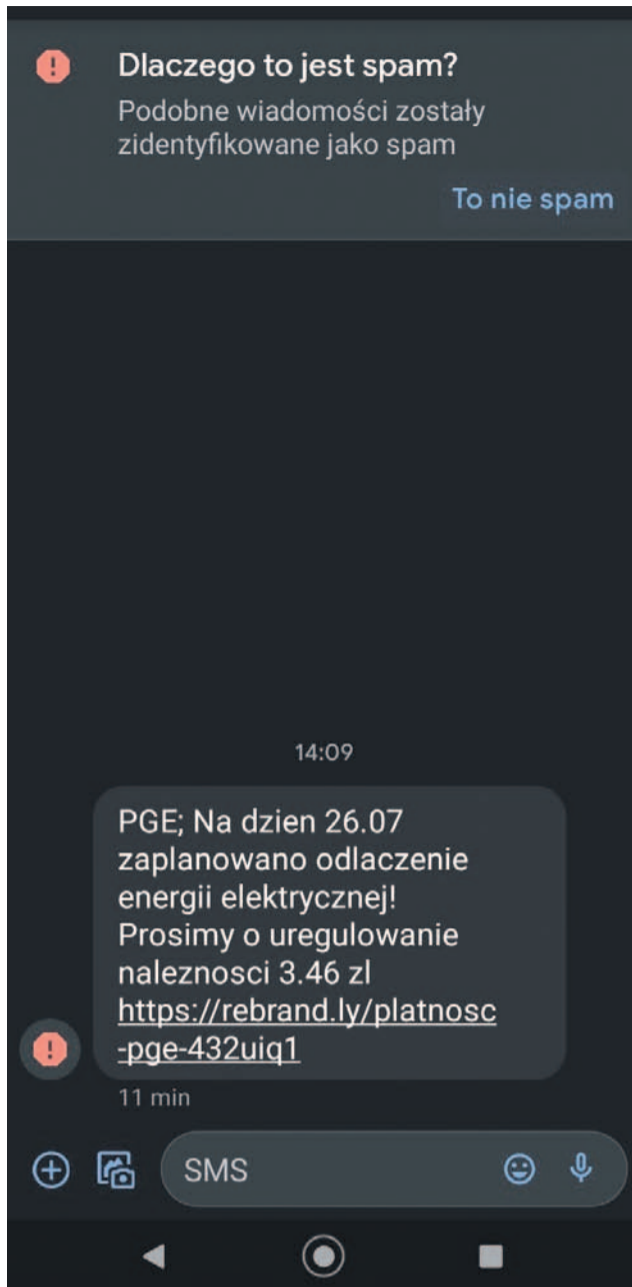 Dlaczego to jest spam?
Podobne wiadomości zostały
zidentyfikowane jako spam
To nie spam
14:09
PGE; Na dzien 26.07
zaplanowano odlaczenie
energii elektrycznej!
Prosimy o uregulowanie
naleznosci 3.46 zl
https://rebrand.ly/platnosc
-pge-432uiq1
11 min
SMS